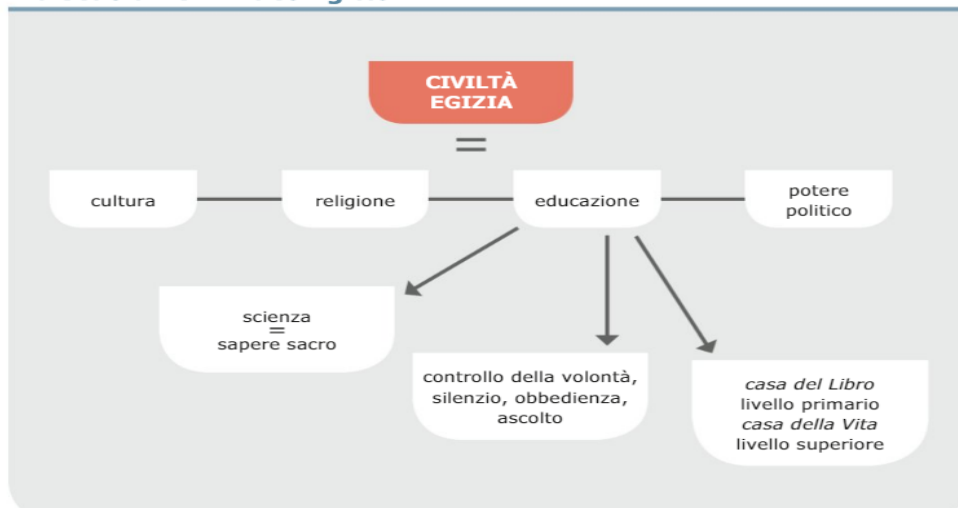 CIVILTÀ
EGIZIA
=
cultura
religione
educazione
potere
politico
scienza
=
sapere sacro
controllo della volontà,
silenzio, obbedienza,
ascolto
casa del Libro
livello primario
casa della Vita
livello superiore